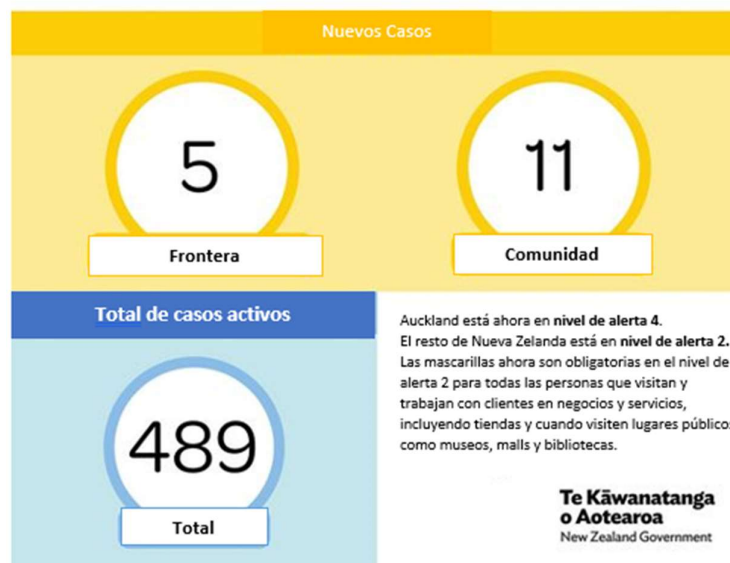 Nuevos Casos
5
11
Frontera
Comunidad
Total de casos activos
489
Total
Auckland está ahora en nivel de alerta 4.
El resto de Nueva Zelanda está en nivel de alerta 2.
Las mascarillas ahora son obligatorias en el nivel de
alerta 2 para todas las personas que visitan y
trabajan con clientes en negocios y servicios,
incluyendo tiendas y cuando visiten lugares público
como museos, malls y bibliotecas.
Te Kāwanatanga
o Aotearoa
New Zealand Government